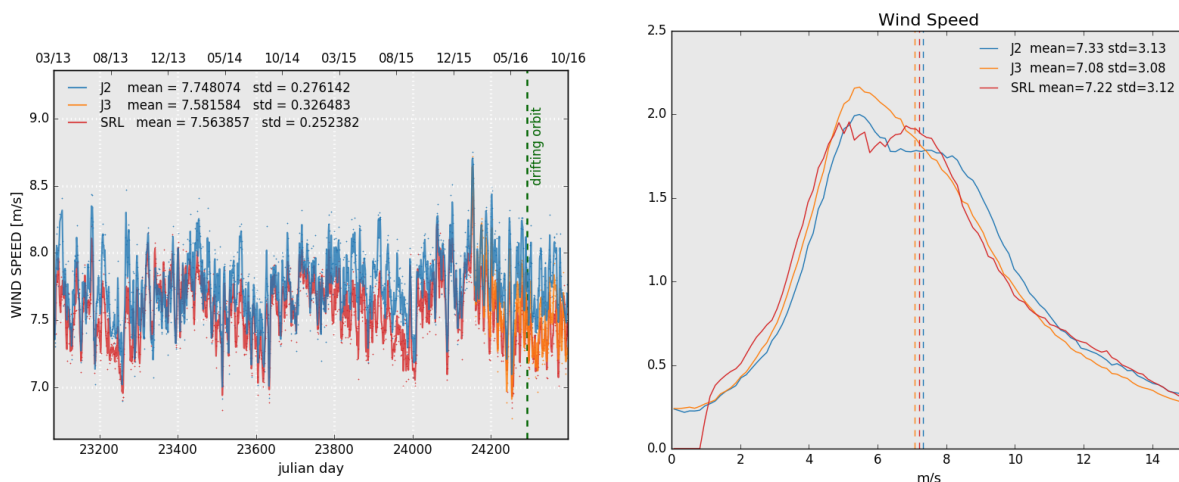 03/13 08/13 12/13 05/14 10/14 03/15 08/15 12/15 05/16 10/16
J2 mean = 7.748074 std = 0.276142
J3 mean = 7.581584 std = 0.326483
SRL mean = 7.563857 std = 0.252382
drifting orbit
WIND SPEED [m/s]
9.0
8.5
8.0
7.5
7.0
23200 23400 23600 23800 24000 24200
julian day
Wind Speed
J2 mean=7.33 std=3.13
J3 mean=7.08 std=3.08
SRL mean=7.22 std=3.12
2.5
2.0
1.5
1.0
0.5
0.0
0 2 4 6 8 10 12 14
m/s